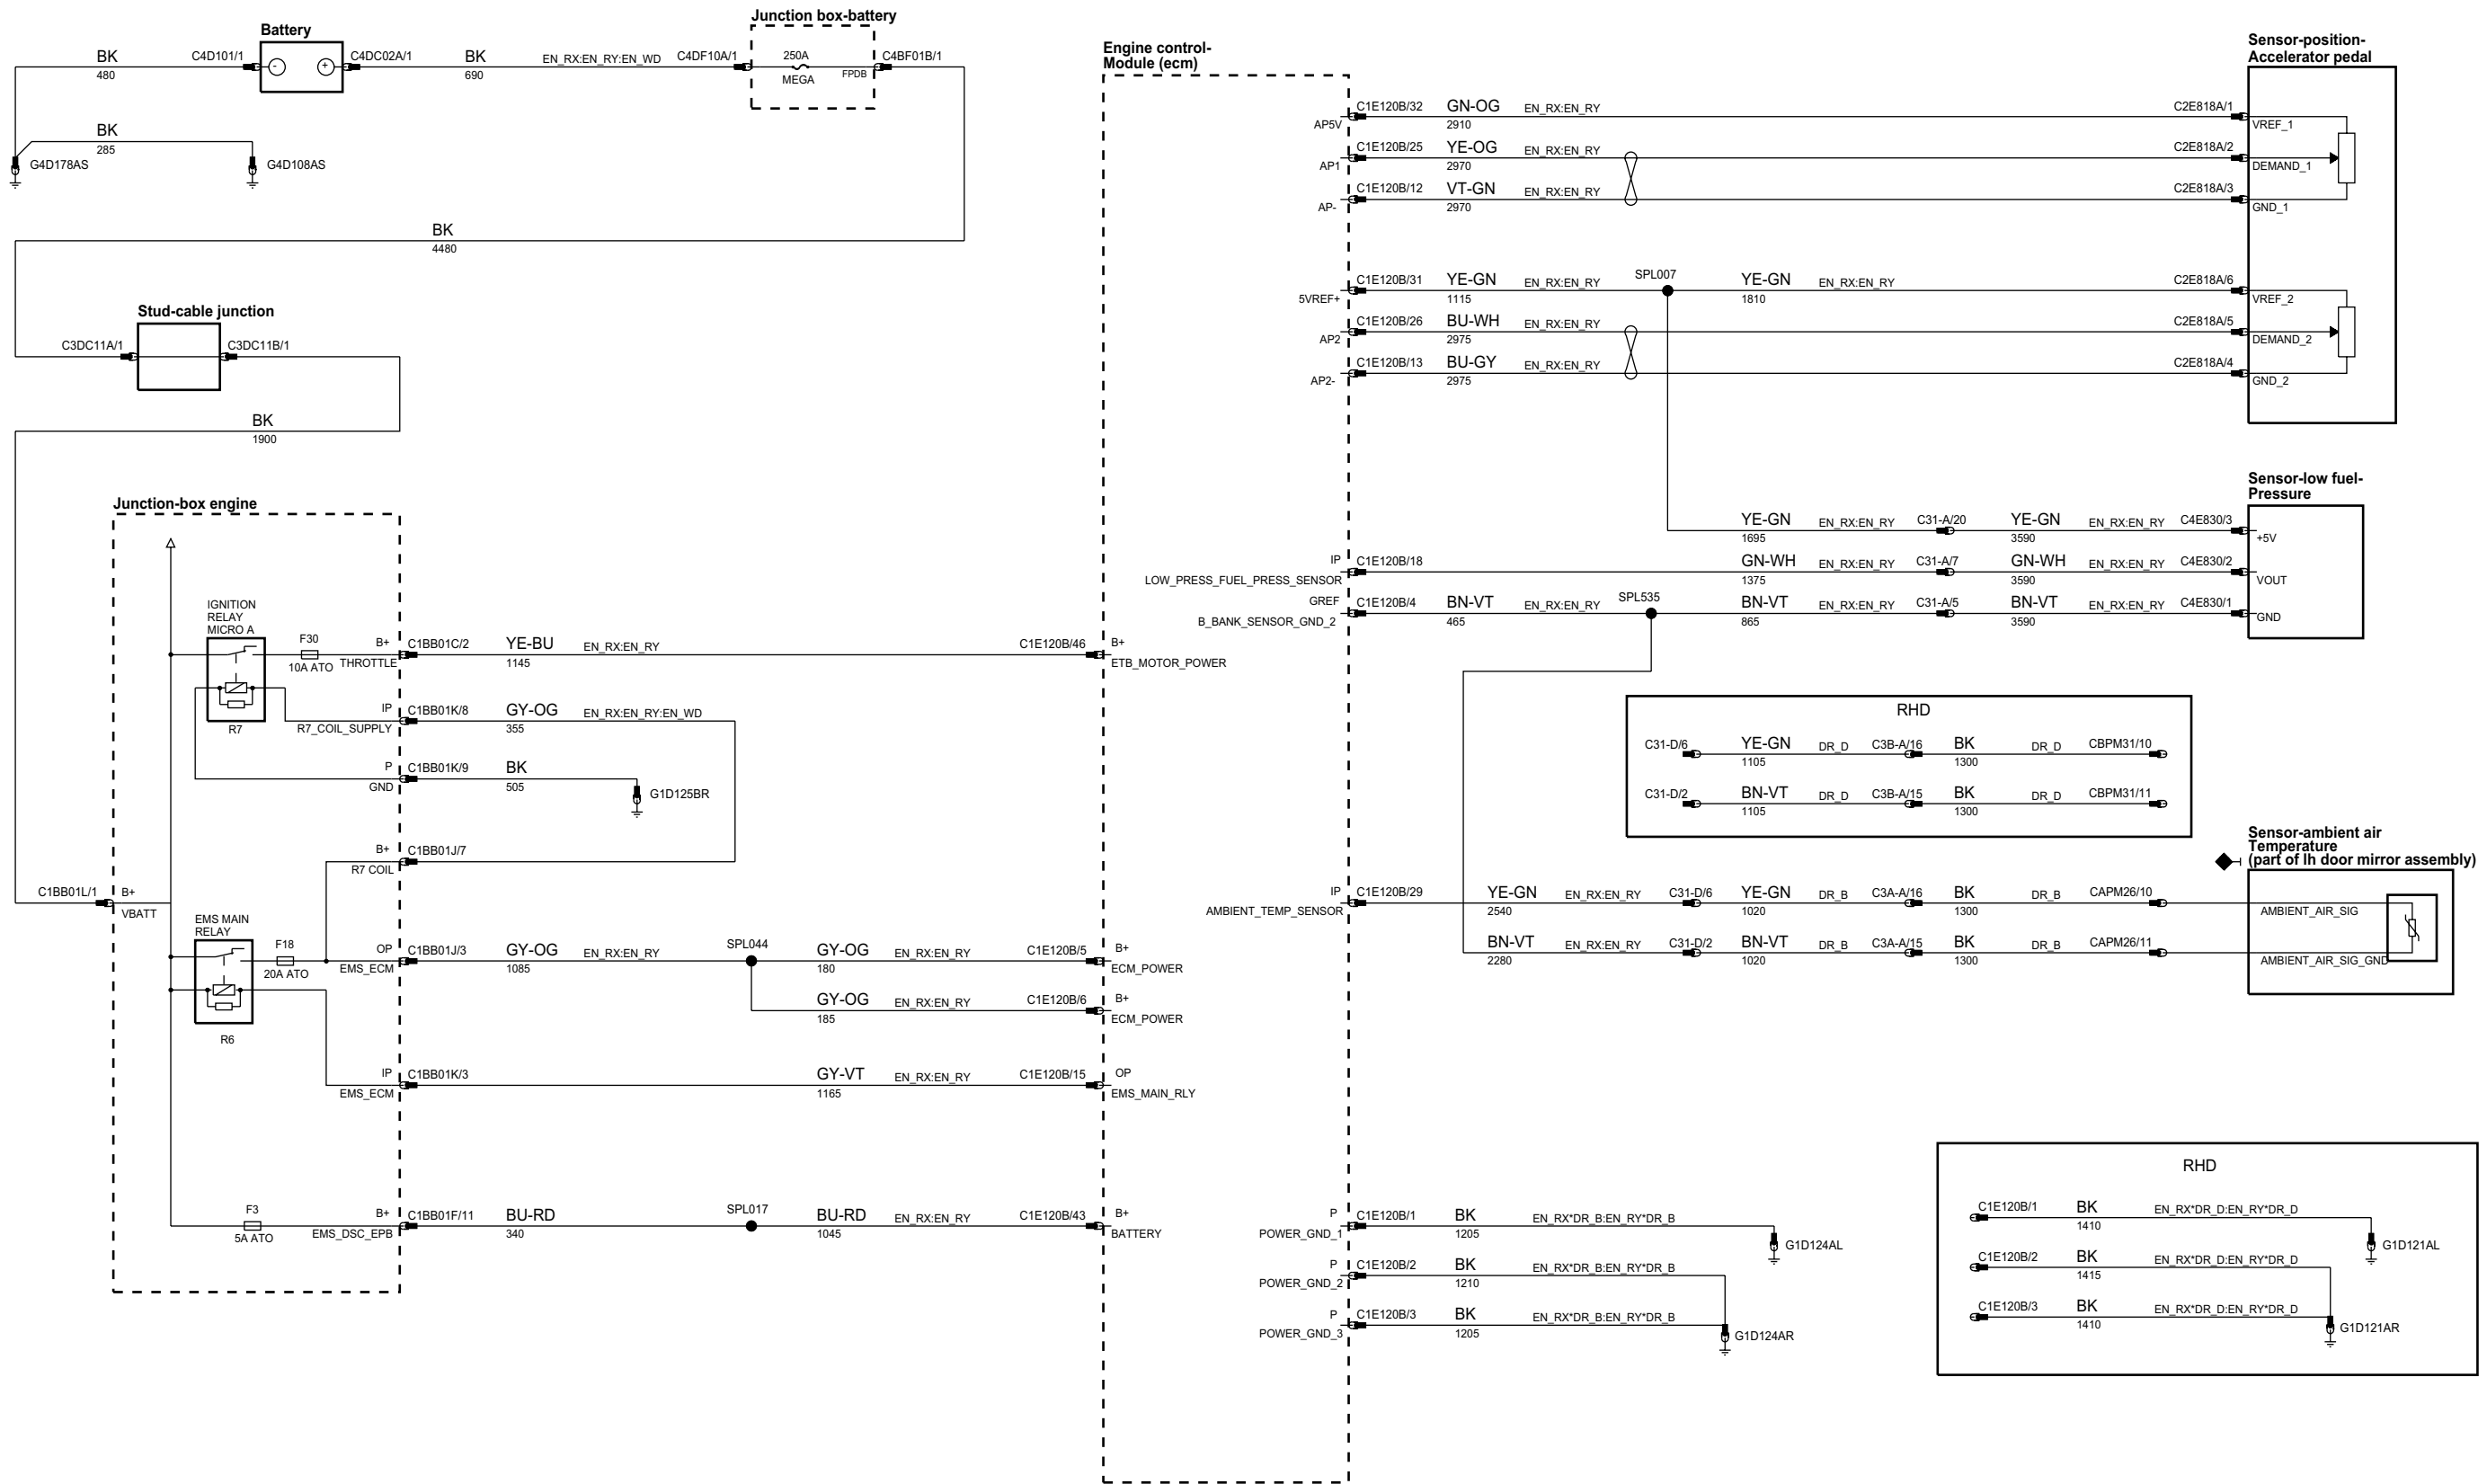 Battery
C4D101/1
C4DC02A/1
BK
480
BK
690
EN_RX:EN_RY:EN_WD
C4DF10A/1
-
+
Junction box-battery
250A
MEGA
FPDB
C4BF01B/1
BK
285
G4D178AS
G4D108AS
BK
4480
Stud-cable junction
C3DC11A/1
C3DC11B/1
BK
1900
Junction-box engine
IGNITION
RELAY
MICRO A
F30
10A ATO
R7
B+
THROTTLE
C1BB01C/2
YE-BU
1145
EN_RX:EN_RY
C1E120B/46
B+
ETB_MOTOR_POWER
IP
R7_COIL_SUPPLY
C1BB01K/8
GY-OG
355
EN_RX:EN_RY:EN_WD
P
GND
C1BB01K/9
BK
505
G1D125BR
B+
R7 COIL
C1BB01J/7
C1BB01L/1
B+
VBATT
EMS MAIN
RELAY
F18
20A ATO
R6
OP
EMS_ECM
C1BB01J/3
GY-OG
1085
EN_RX:EN_RY
SPL044
GY-OG
180
EN_RX:EN_RY
C1E120B/5
B+
ECM_POWER
GY-OG
185
EN_RX:EN_RY
C1E120B/6
B+
ECM_POWER
IP
EMS_ECM
C1BB01K/3
GY-VT
1165
EN_RX:EN_RY
C1E120B/15
OP
EMS_MAIN_RLY
F3
5A ATO
B+
EMS_DSC_EPB
C1BB01F/11
BU-RD
340
SPL017
BU-RD
1045
EN_RX:EN_RY
C1E120B/43
B+
BATTERY
Engine control-
Module (ecm)
AP5V
C1E120B/32
GN-OG
2910
EN_RX:EN_RY
C2E818A/1
VREF_1
AP1
C1E120B/25
YE-OG
2970
EN_RX:EN_RY
C2E818A/2
DEMAND_1
AP-
C1E120B/12
VT-GN
2970
EN_RX:EN_RY
C2E818A/3
GND_1
Sensor-position-
Accelerator pedal
5VREF+
C1E120B/31
YE-GN
1115
EN_RX:EN_RY
SPL007
YE-GN
1810
EN_RX:EN_RY
C2E818A/6
VREF_2
AP2
C1E120B/26
BU-WH
2975
EN_RX:EN_RY
C2E818A/5
DEMAND_2
AP2-
C1E120B/13
BU-GY
2975
EN_RX:EN_RY
C2E818A/4
GND_2
Sensor-low fuel-
Pressure
YE-GN
1695
EN_RX:EN_RY
C31-A/20
YE-GN
3590
EN_RX:EN_RY
C4E830/3
+5V
IP
LOW_PRESS_FUEL_PRESS_SENSOR
C1E120B/18
GN-WH
1375
EN_RX:EN_RY
C31-A/7
GN-WH
3590
EN_RX:EN_RY
C4E830/2
VOUT
GREF
B_BANK_SENSOR_GND_2
C1E120B/4
BN-VT
465
EN_RX:EN_RY
SPL535
BN-VT
865
EN_RX:EN_RY
C31-A/5
BN-VT
3590
EN_RX:EN_RY
C4E830/1
GND
RHD
C31-D/6
YE-GN
1105
DR_D
C3B-A/16
BK
1300
DR_D
CBPM31/10
C31-D/2
BN-VT
1105
DR_D
C3B-A/15
BK
1300
DR_D
CBPM31/11
Sensor-ambient air
Temperature
(part of lh door mirror assembly)
IP
AMBIENT_TEMP_SENSOR
C1E120B/29
YE-GN
2540
EN_RX:EN_RY
C31-D/6
YE-GN
1020
DR_B
C3A-A/16
BK
1300
DR_B
CAPM26/10
AMBIENT_AIR_SIG
BN-VT
2280
EN_RX:EN_RY
C31-D/2
BN-VT
1020
DR_B
C3A-A/15
BK
1300
DR_B
CAPM26/11
AMBIENT_AIR_SIG_GND
P
POWER_GND_1
C1E120B/1
BK
1205
EN_RX*DR_B:EN_RY*DR_B
G1D124AL
P
POWER_GND_2
C1E120B/2
BK
1210
EN_RX*DR_B:EN_RY*DR_B
P
POWER_GND_3
C1E120B/3
BK
1205
EN_RX*DR_B:EN_RY*DR_B
G1D124AR
RHD
C1E120B/1
BK
1410
EN_RX*DR_D:EN_RY*DR_D
G1D121AL
C1E120B/2
BK
1415
EN_RX*DR_D:EN_RY*DR_D
C1E120B/3
BK
1410
EN_RX*DR_D:EN_RY*DR_D
G1D121AR